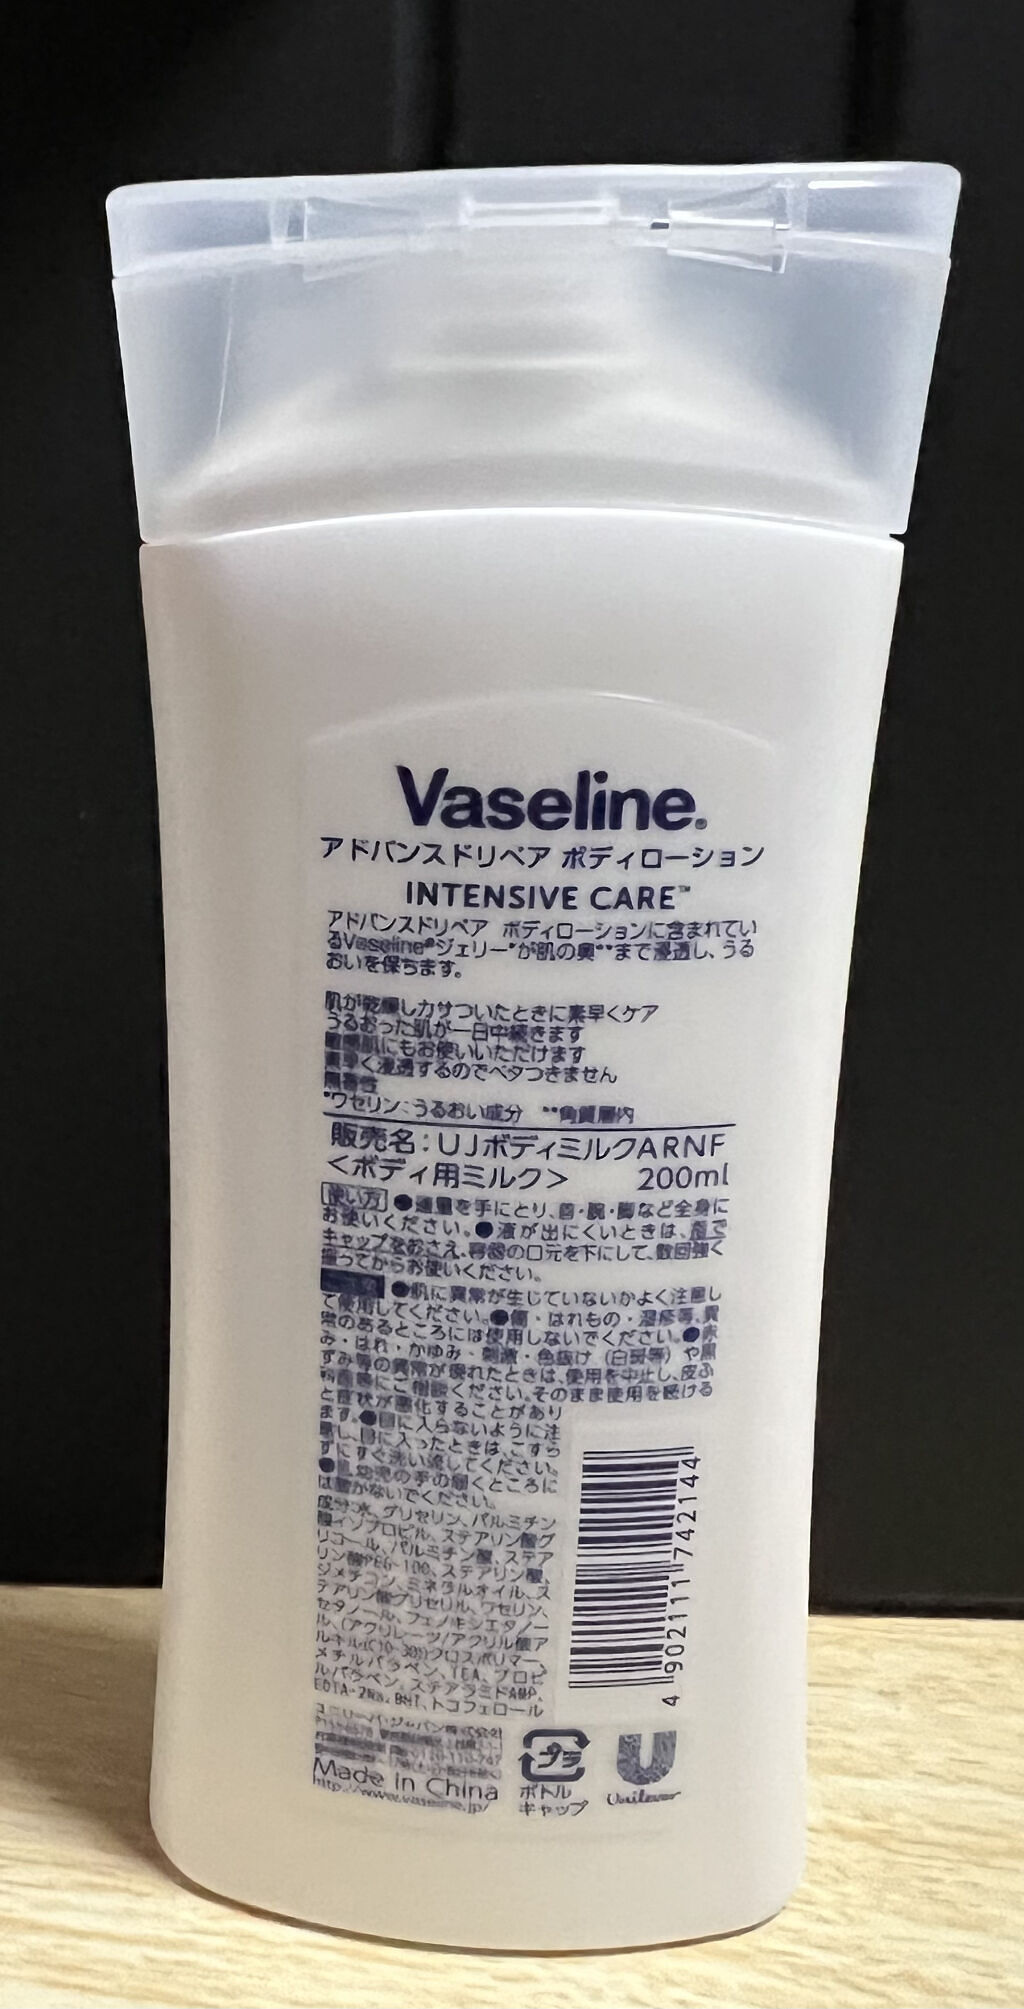 Vaseline®
アドバンスドリペア ボディローション
INTENSIVE CARE™
アドバンスドリペア ボディローションに含まれてい
るVaseline®ジェリー*が肌の奥**まで浸透し、うる
おいを保ちます。
肌が乾燥しカサついたときに素早くケア
うるおった肌が一日中続きます
敏感肌にもお使いいただけます
素早く浸透するのでベタつきません
無香性
*ワセリン:うるおい成分 **角質層内
販売名:UJボディミルクARNF
<ボディ用ミルク> 200ml
使い方 ●適量を手にとり、首・腕・脚など全身に
お使いください。●液が出にくいときは、指で
キャップをおさえ、容器の口元を下にして、数回強く
振ってからお使いください。
●肌に異常が生じていないかよく注意し
て使用してください。●傷・はれもの・湿疹等、異
常のあるところには使用しないでください。●赤
み・はれ・かゆみ・刺激・色抜け(白斑等)や黒
ずみ等の異常が現れたときは、使用を中止し、皮ふ
科医等にご相談ください。そのまま使用を続ける
と症状が悪化することがあり
ます。●目に入らないように注
意し、目に入ったときは、こすら
ずにすぐ洗い流してください。
●乳幼児の手の届くところに
は置かないでください。
成分:水、グリセリン、パルミチン
酸イソプロピル、ステアリン酸グ
リコール、パルミチン酸、ステア
リン酸PEG-100、ステアリン酸、
ジメチコン、ミネラルオイル、ス
テアリン酸グリセリル、ワセリン、
セタノール、フェノキシエタノー
ル、(アクリレーツ/アクリル酸ア
ルキル(C10-30))クロスポリマー、
メチルパラベン、TEA、プロピ
ルパラベン、ステアラミドAMP、
EDTA-2Na、BHT、トコフェロール
ユニリーバ・ジャパン株式会社
Made in China
http://www.vaseline.jp/
プラ
ボトル
キャップ
Unilever
4 902111 742144